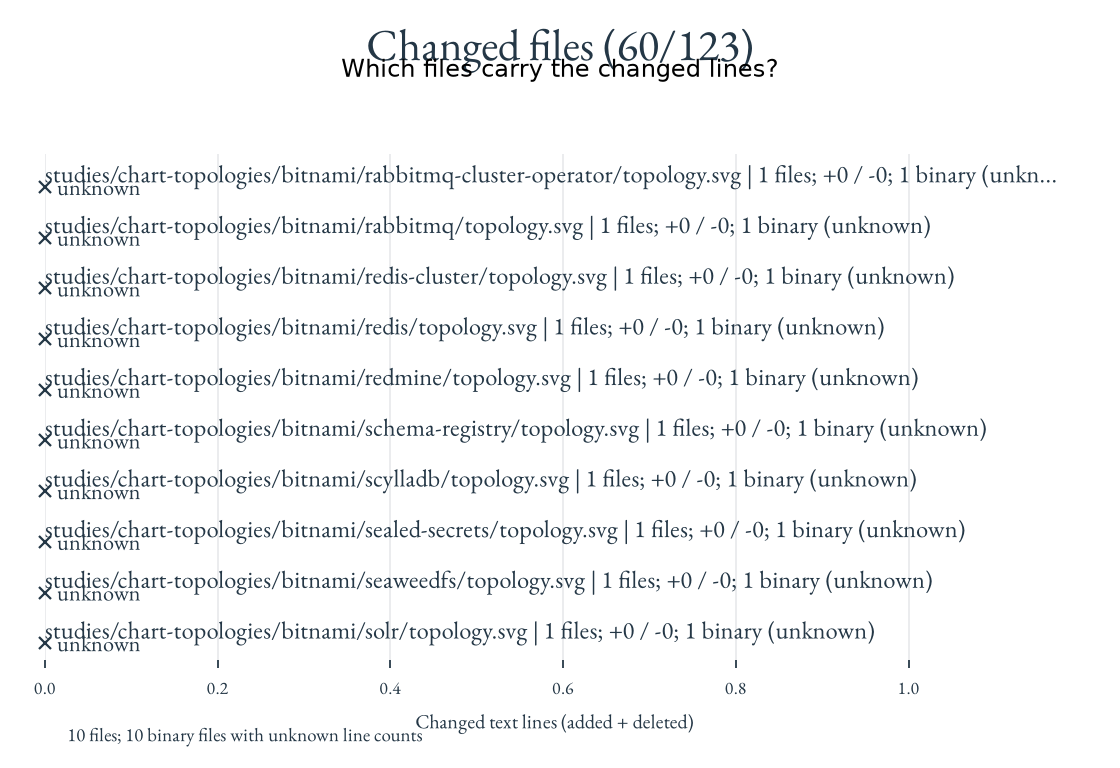 Changed files (60/123)
Which files carry the changed lines?
studies/chart-topologies/bitnami/rabbitmq-cluster-operator/topology.svg | 1 files; +0 / -0; 1 binary (unkn...
unknown
studies/chart-topologies/bitnami/rabbitmq/topology.svg | 1 files; +0 / -0; 1 binary (unknown)
unknown
studies/chart-topologies/bitnami/redis-cluster/topology.svg | 1 files; +0 / -0; 1 binary (unknown)
unknown
studies/chart-topologies/bitnami/redis/topology.svg | 1 files; +0 / -0; 1 binary (unknown)
unknown
studies/chart-topologies/bitnami/redmine/topology.svg | 1 files; +0 / -0; 1 binary (unknown)
unknown
studies/chart-topologies/bitnami/schema-registry/topology.svg | 1 files; +0 / -0; 1 binary (unknown)
unknown
studies/chart-topologies/bitnami/scylladb/topology.svg | 1 files; +0 / -0; 1 binary (unknown)
unknown
studies/chart-topologies/bitnami/sealed-secrets/topology.svg | 1 files; +0 / -0; 1 binary (unknown)
unknown
studies/chart-topologies/bitnami/seaweedfs/topology.svg | 1 files; +0 / -0; 1 binary (unknown)
unknown
studies/chart-topologies/bitnami/solr/topology.svg | 1 files; +0 / -0; 1 binary (unknown)
unknown
0.0 0.2 0.4 0.6 0.8 1.0
Changed text lines (added + deleted)
10 files; 10 binary files with unknown line counts